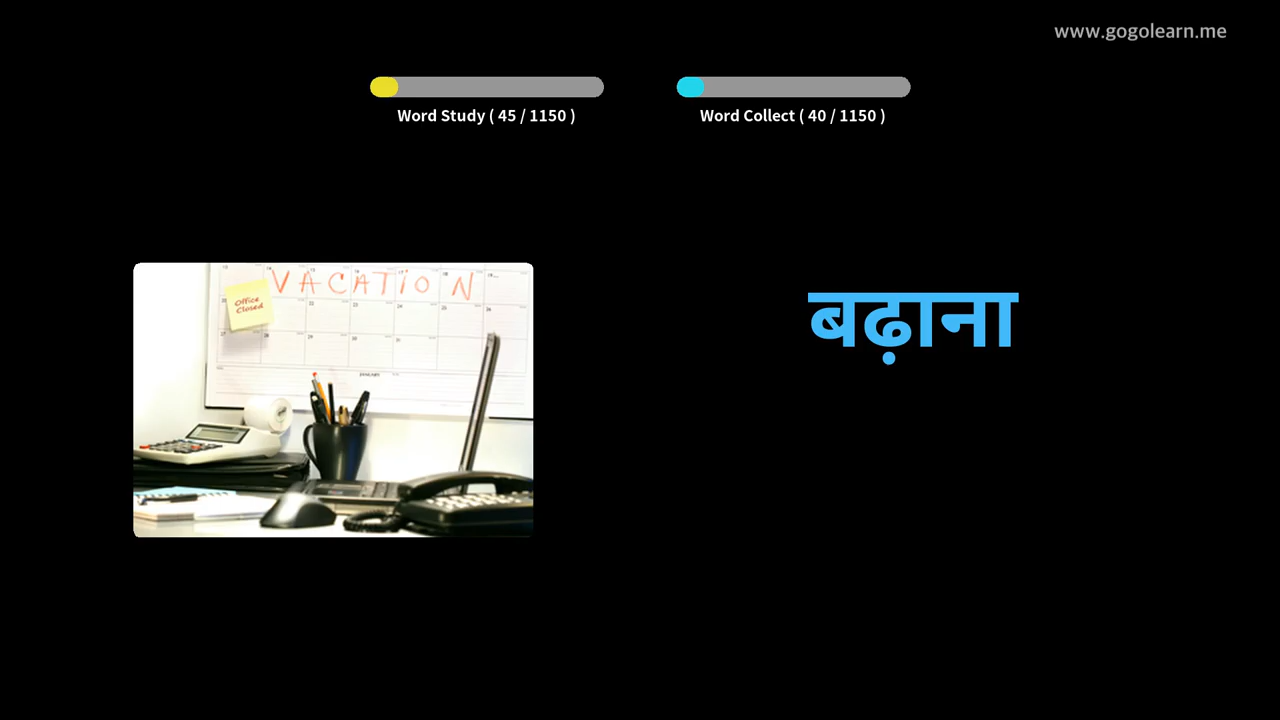 www.gogolearn.me
Word Study ( 45 / 1150 )
Word Collect ( 40 / 1150 )
VACATION
Office
Closed
बढ़ाना